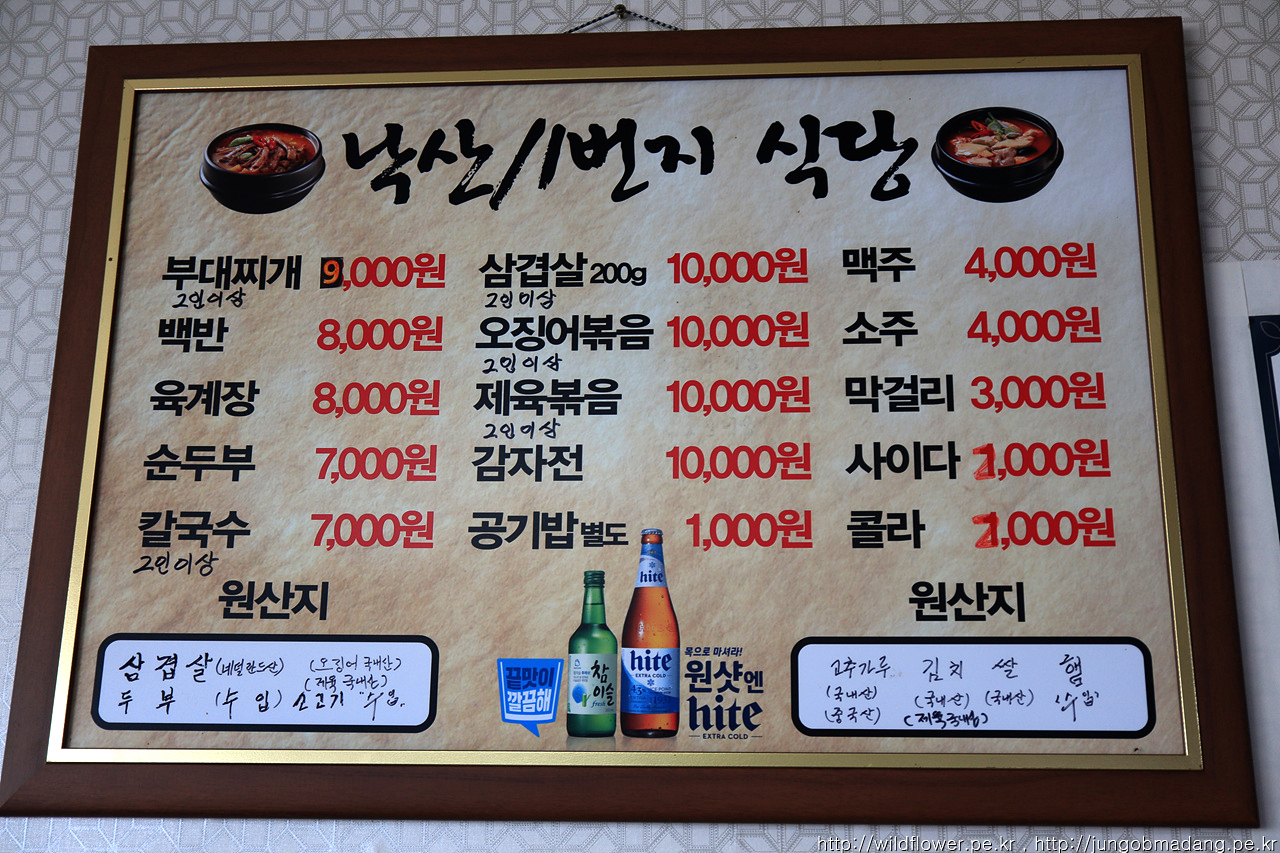 낙산/1번지 식당
부대찌개 9,000원
2인이상
백반 8,000원
육계장 8,000원
순두부 7,000원
칼국수 7,000원
2인이상
삼겹살 200g 10,000원
2인이상
오징어볶음 10,000원
2인이상
제육볶음 10,000원
2인이상
감자전 10,000원
공기밥 별도 1,000원
맥주 4,000원
소주 4,000원
막걸리 3,000원
사이다 2,000원
콜라 2,000원
원산지
삼겹살 (네덜란드산) (오징어 국내산)
(제육 국내산)
두부 (수입) 소고기 "수입"
끝맛이
깔끔해
참이슬
fresh
hite
hite
EXTRA COLD
목으로 마셔라!
원샷엔
hite
EXTRA COLD
원산지
고추가루 김치 쌀 햄
(국내산) (국내산) (국내산) "수입"
(중국산) (제육국내산)
http://wildflower.pe.kr , http://jungobmadang.pe.kr